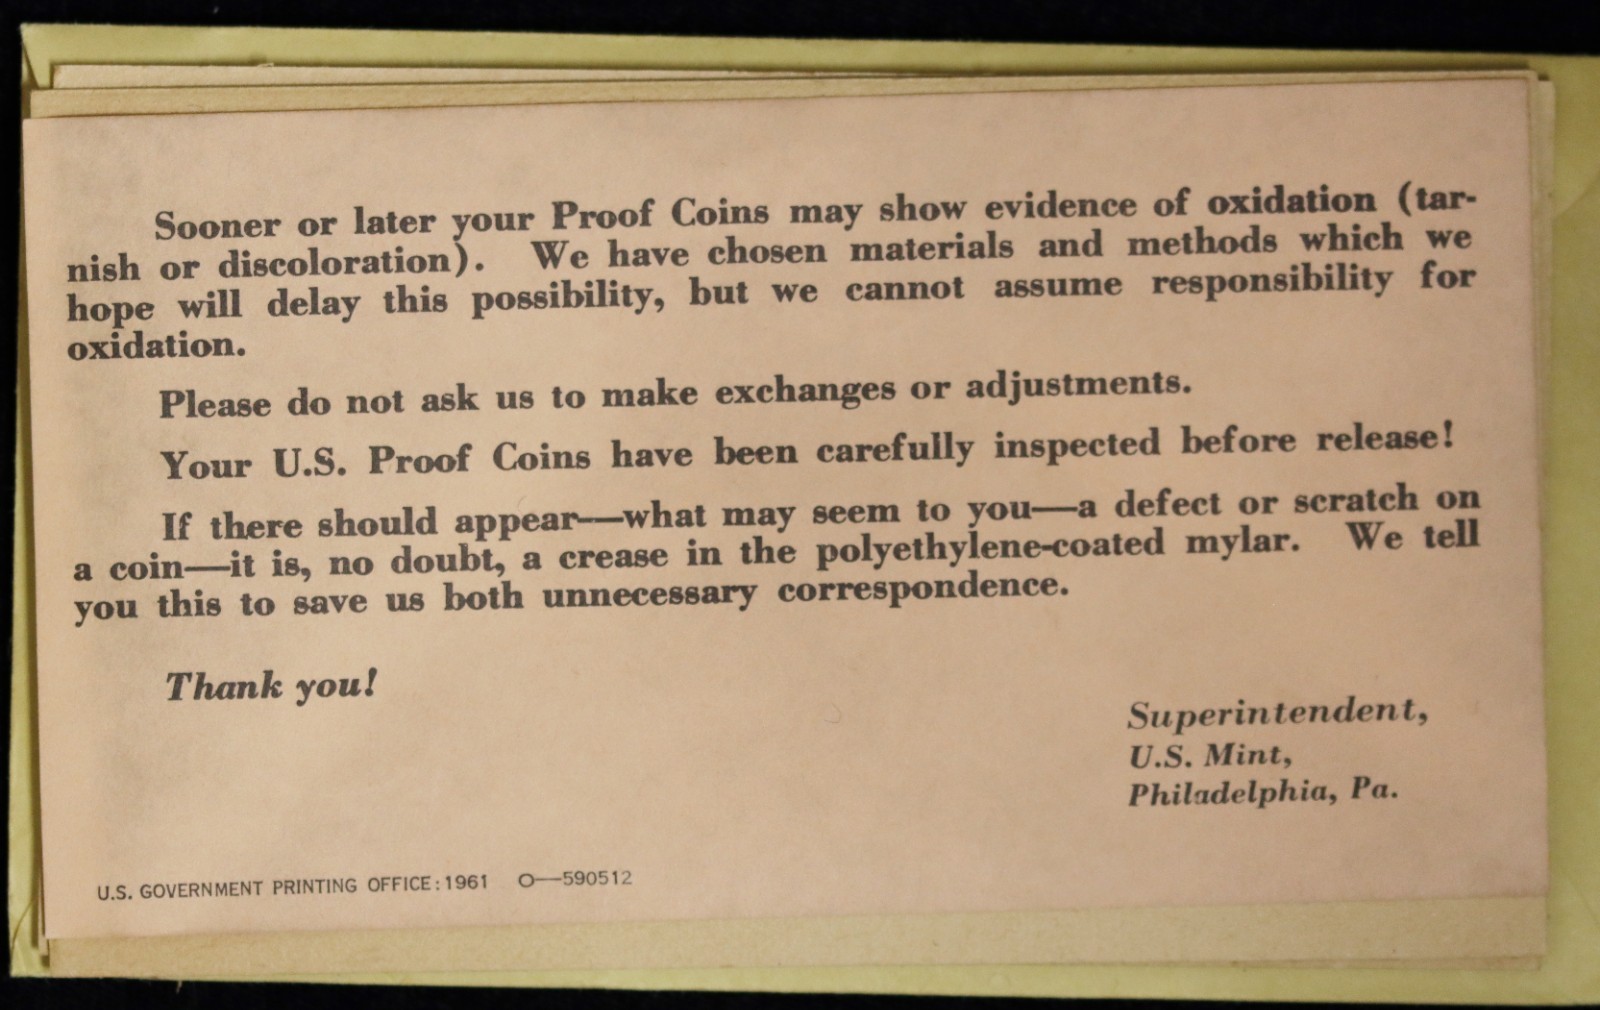 Sooner or later your Proof Coins may show evidence of oxidation (tar-
nish or discoloration). We have chosen materials and methods which we
hope will delay this possibility, but we cannot assume responsibility for
oxidation.
Please do not ask us to make exchanges or adjustments.
Your U.S. Proof Coins have been carefully inspected before release!
If there should appear—what may seem to you—a defect or scratch on
a coin—it is, no doubt, a crease in the polyethylene-coated mylar. We tell
you this to save us both unnecessary correspondence.
Thank you!
Superintendent,
U.S. Mint,
Philadelphia, Pa.
U.S. GOVERNMENT PRINTING OFFICE: 1961 O—590512